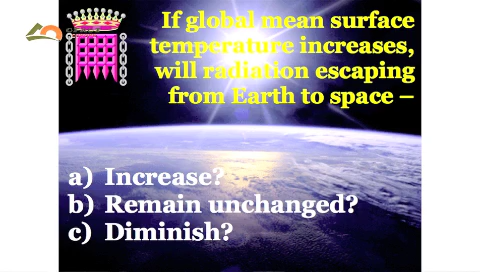 If global mean surface
temperature increases,
will radiation escaping
from Earth to space –
a) Increase?
b) Remain unchanged?
c) Diminish?